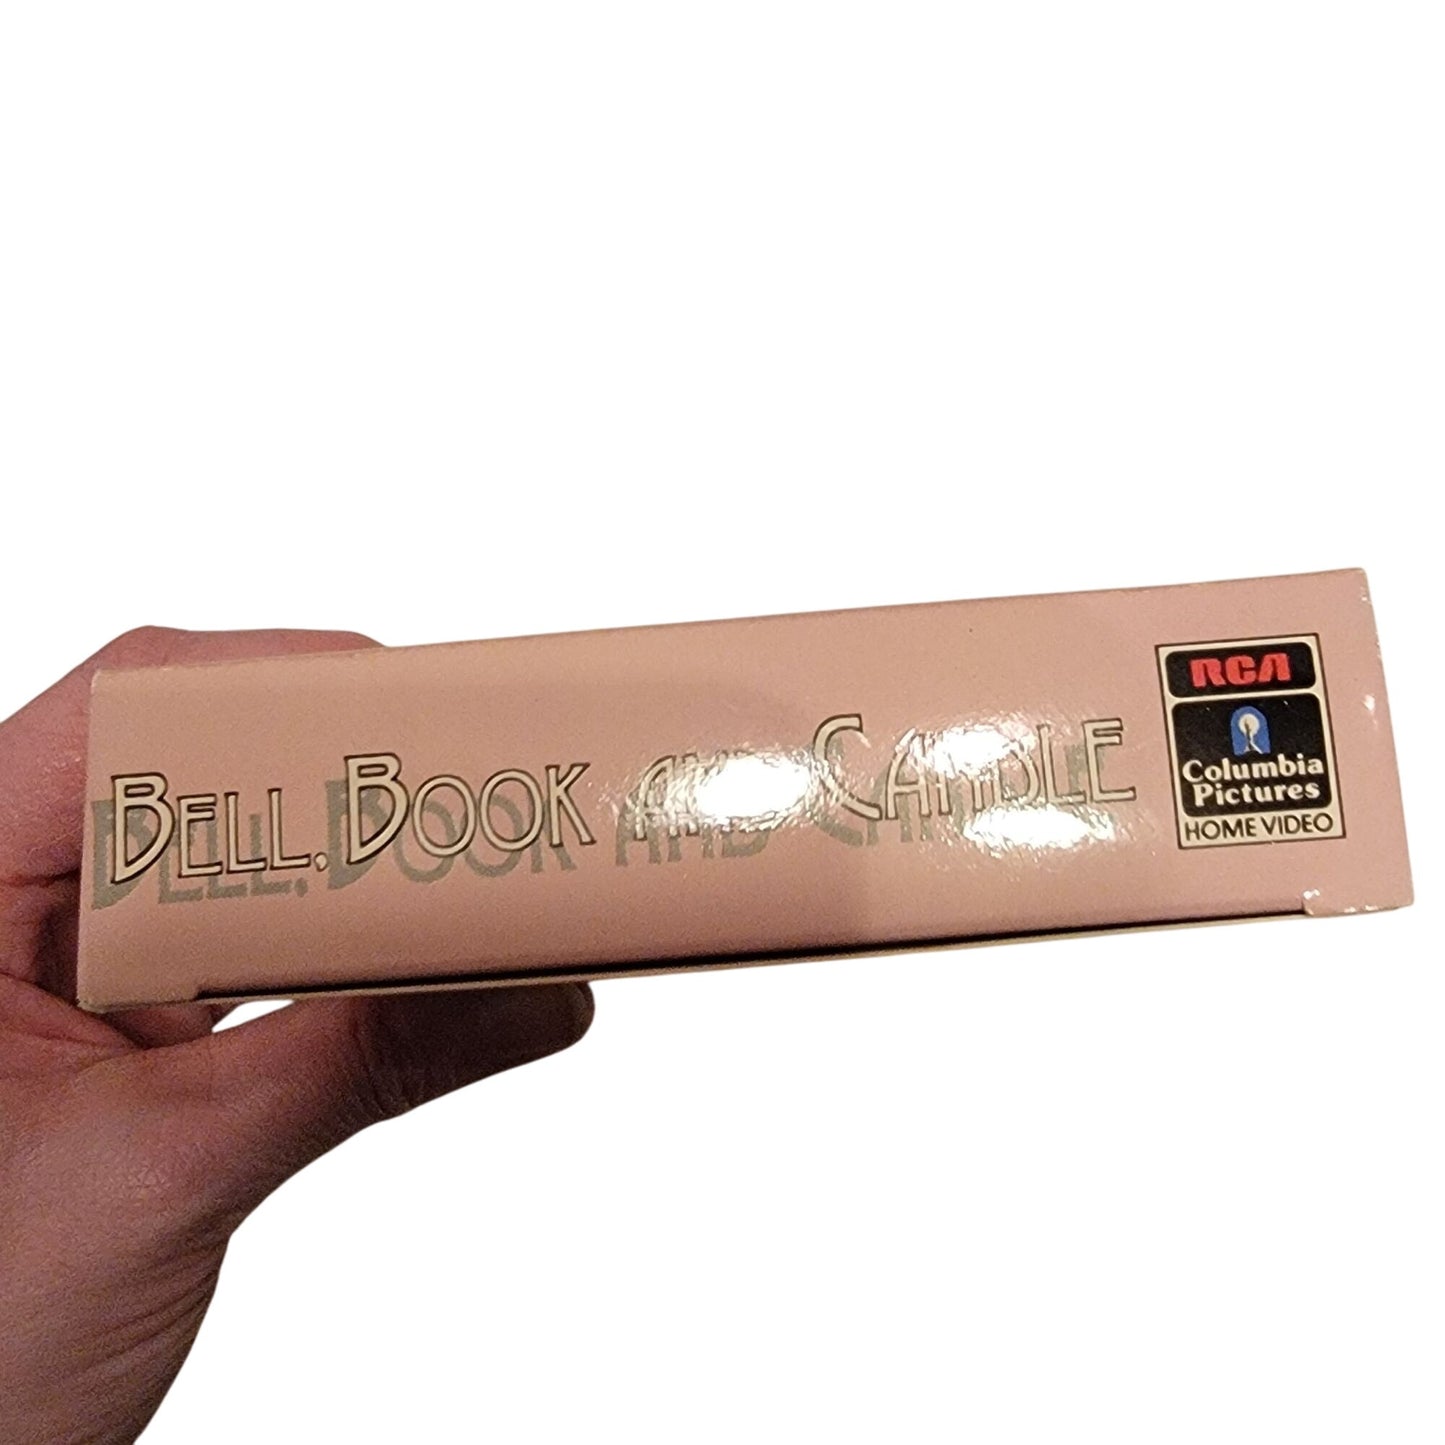 BELL, BOOK AND CANDLE
RCA
Columbia
Pictures
HOME VIDEO